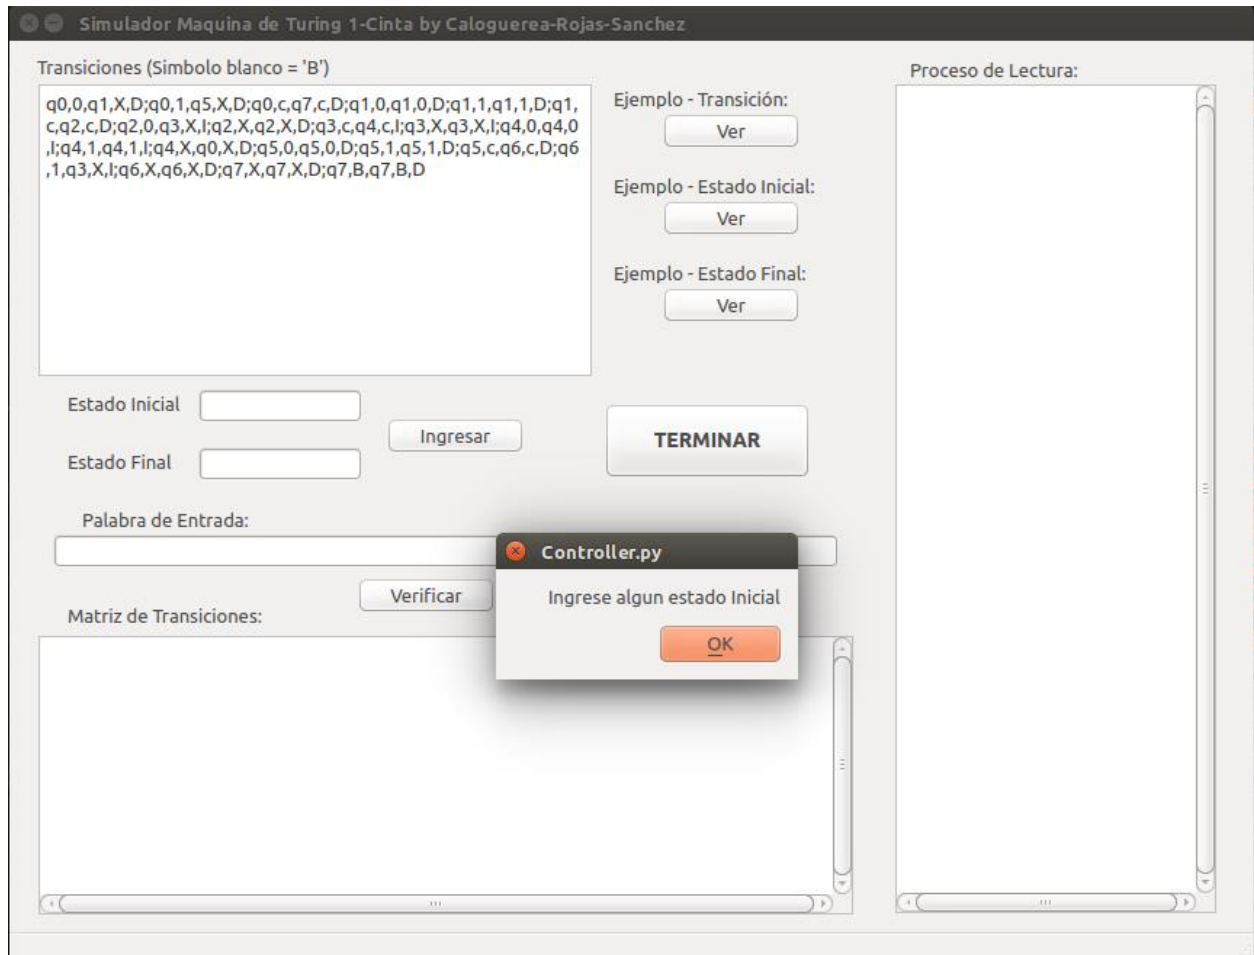 Simulador Maquina de Turing 1-Cinta by Caloguerea-Rojas-Sanchez
Transiciones (Simbolo blanco = 'B')
q0,0,q1,X,D;q0,1,q5,X,D;q0,c,q7,c,D;q1,0,q1,0,D;q1,1,q1,1,D;q1,
c,q2,c,D;q2,0,q3,X,I;q2,X,q2,X,D;q3,c,q4,c,I;q3,X,q3,X,I;q4,0,q4,0
,I;q4,1,q4,1,I;q4,X,q0,X,D;q5,0,q5,0,D;q5,1,q5,1,D;q5,c,q6,c,D;q6
,1,q3,X,I;q6,X,q6,X,D;q7,X,q7,X,D;q7,B,q7,B,D
Ejemplo - Transición:
Ver
Ejemplo - Estado Inicial:
Ver
Ejemplo - Estado Final:
Ver
Proceso de Lectura:
Estado Inicial
Ingresar
Estado Final
TERMINAR
Palabra de Entrada:
Verificar
Matriz de Transiciones:
Controller.py
Ingrese algun estado Inicial
OK